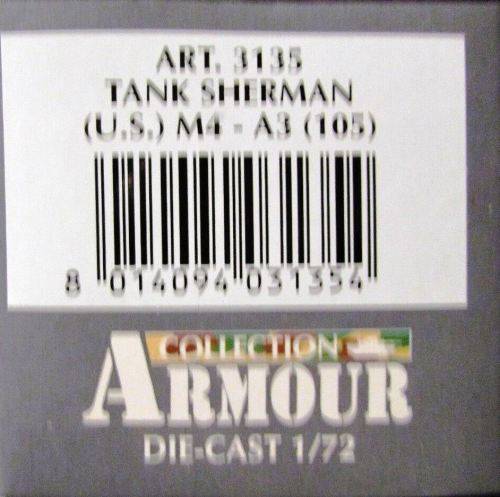 ART. 3135
TANK SHERMAN
(U.S.) M4 - A3 (105)
8 014094 031354
COLLECTION
ARMOUR
DIE-CAST 1/72